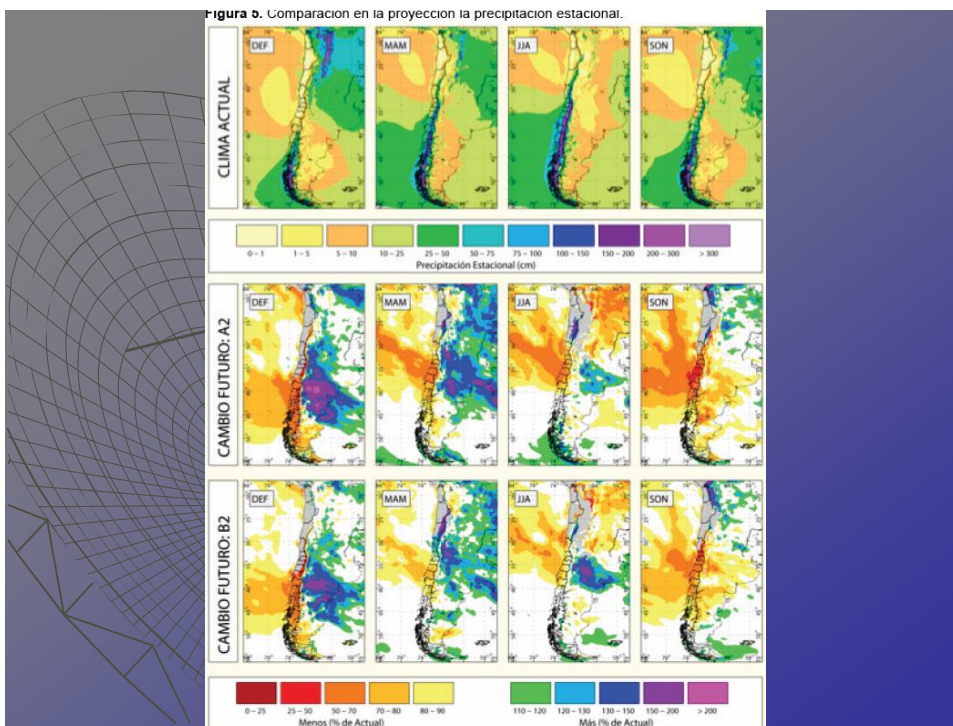 Figura 5. Comparación en la proyección la precipitación estacional.
CLIMA ACTUAL
DEF
MAM
JJA
SON
0 – 1
1 – 5
5 – 10
10 – 25
25 – 50
50 – 75
75 – 100
100 – 150
150 – 200
200 – 300
> 300
Precipitación Estacional (cm)
CAMBIO FUTURO: A2
DEF
MAM
JJA
SON
CAMBIO FUTURO: B2
DEF
MAM
JJA
SON
0 – 25
25 – 50
50 – 70
70 – 80
80 – 90
Menos (% de Actual)
110 – 120
120 – 130
130 – 150
150 – 200
> 200
Más (% de Actual)